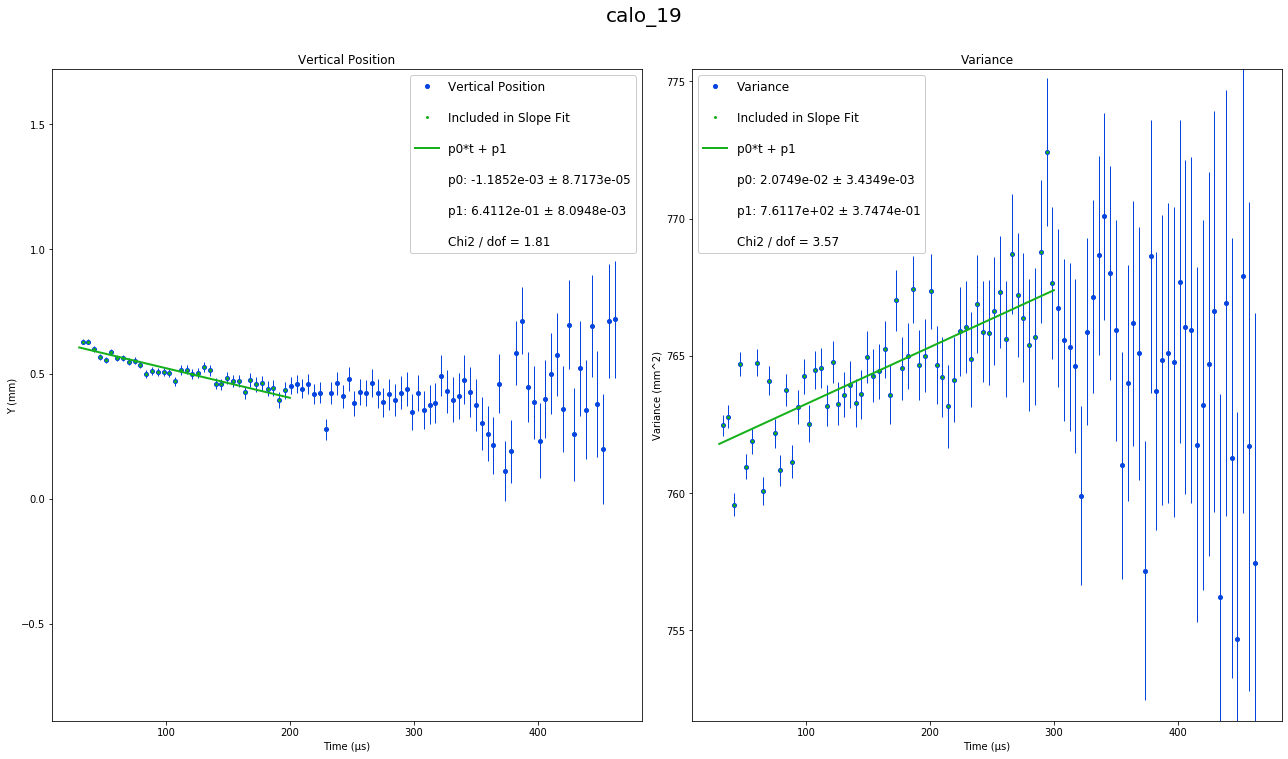 calo_19
Vertical Position
Vertical Position
Included in Slope Fit
p0*t + p1
p0: -1.1852e-03 ± 8.7173e-05
p1: 6.4112e-01 ± 8.0948e-03
Chi2 / dof = 1.81
1.5
1.0
0.5
0.0
−0.5
Y (mm)
100
200
300
400
Time (µs)
Variance
Variance
Included in Slope Fit
p0*t + p1
p0: 2.0749e-02 ± 3.4349e-03
p1: 7.6117e+02 ± 3.7474e-01
Chi2 / dof = 3.57
775
770
765
760
755
Variance (mm^2)
100
200
300
400
Time (µs)